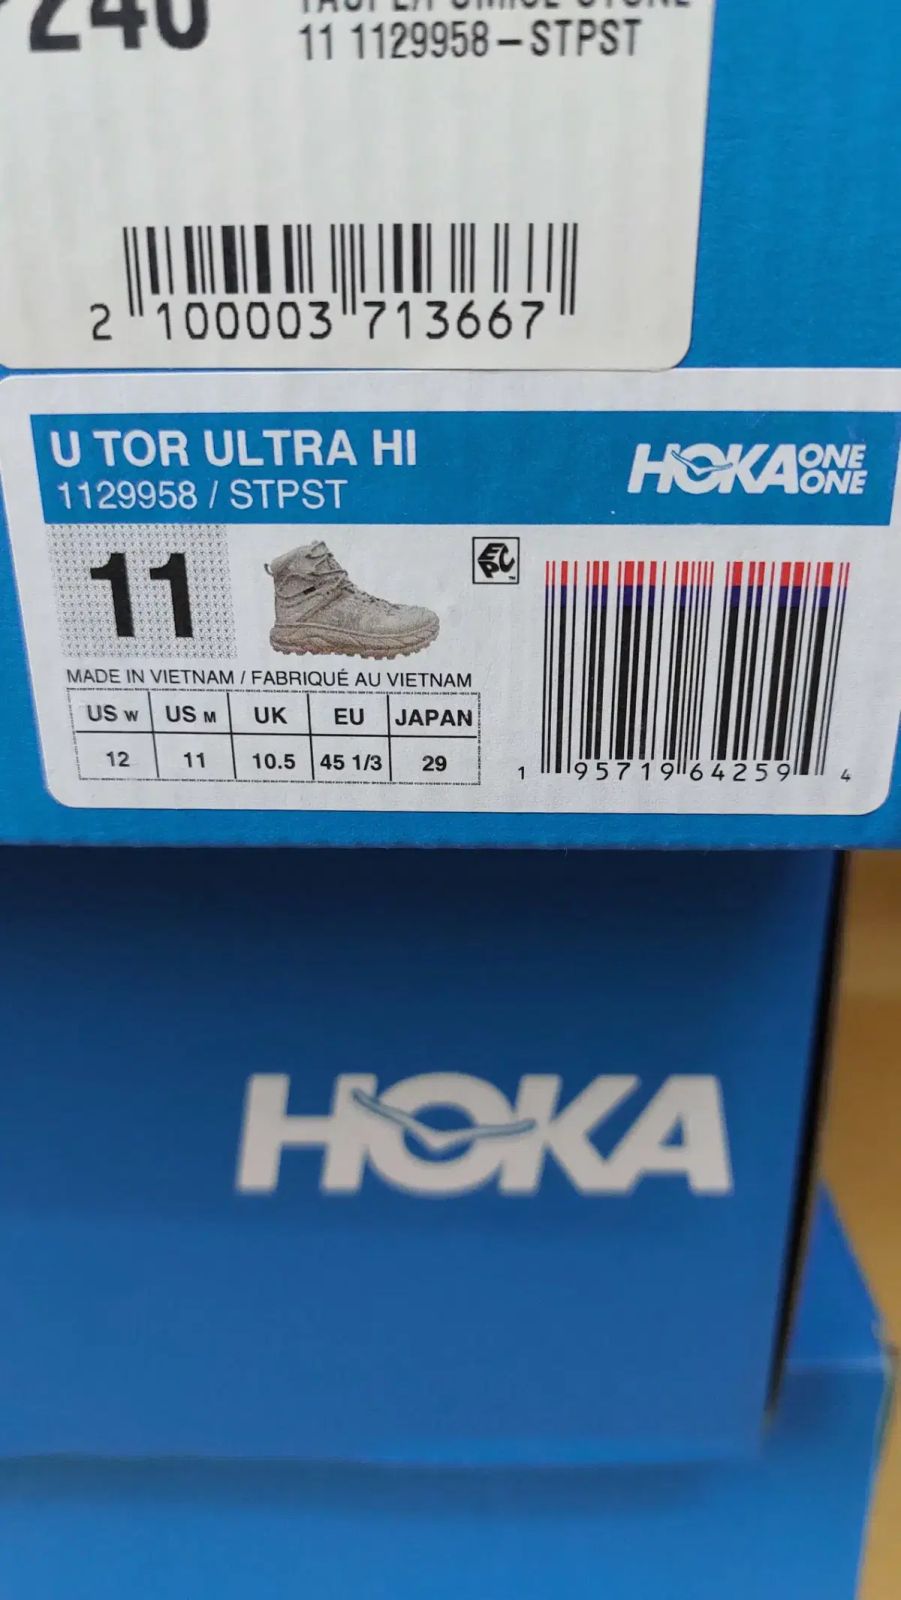 240
11 1129958-STPST
2 100003 713667
U TOR ULTRA HI
1129958 / STPST
HOKA ONE ONE
11
EPC™
MADE IN VIETNAM / FABRIQUÉ AU VIETNAM
US W US M UK EU JAPAN
12 11 10.5 45 1/3 29
1 95719 64259 4
HOKA